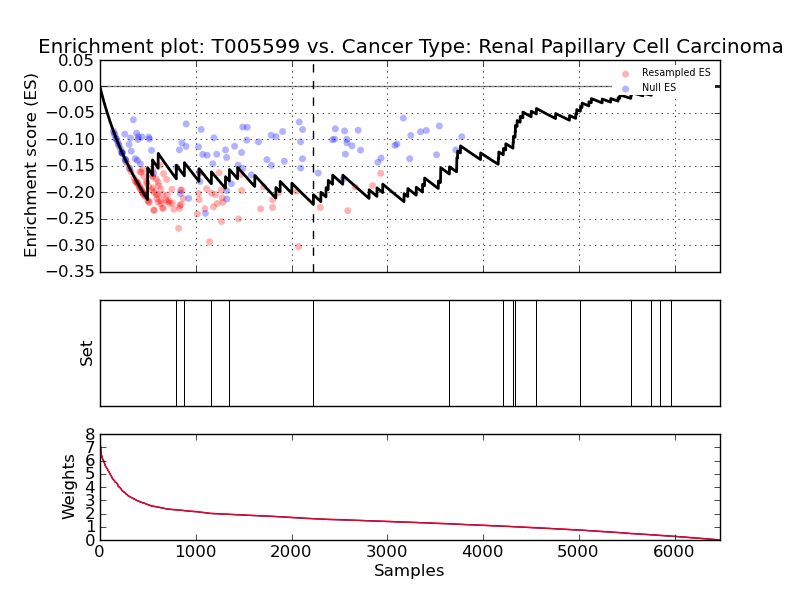 Enrichment plot: T005599 vs. Cancer Type: Renal Papillary Cell Carcinoma
Enrichment score (ES)
0.05
0.00
−0.05
−0.10
−0.15
−0.20
−0.25
−0.30
−0.35
Resampled ES
Null ES
Set
Weights
8
7
6
5
4
3
2
1
0
0 1000 2000 3000 4000 5000 6000
Samples